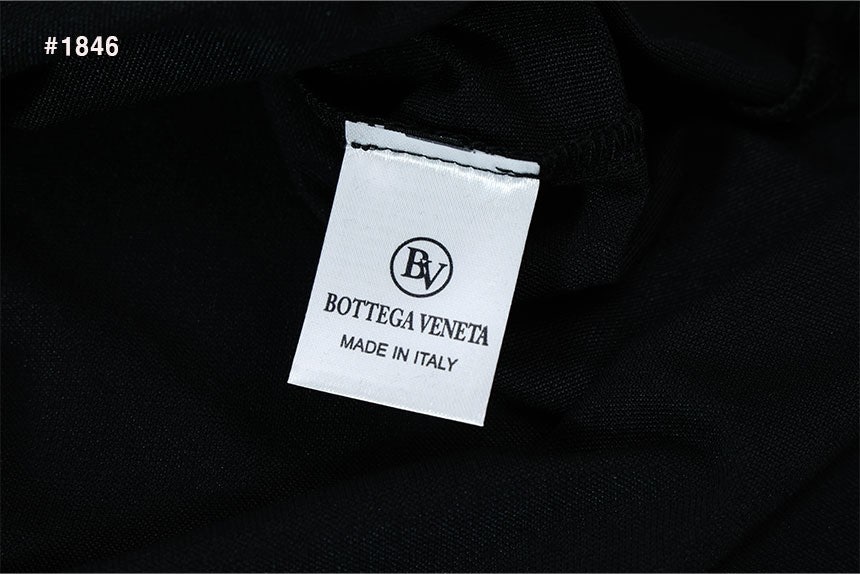 #1846
BV
BOTTEGA VENETA
MADE IN ITALY